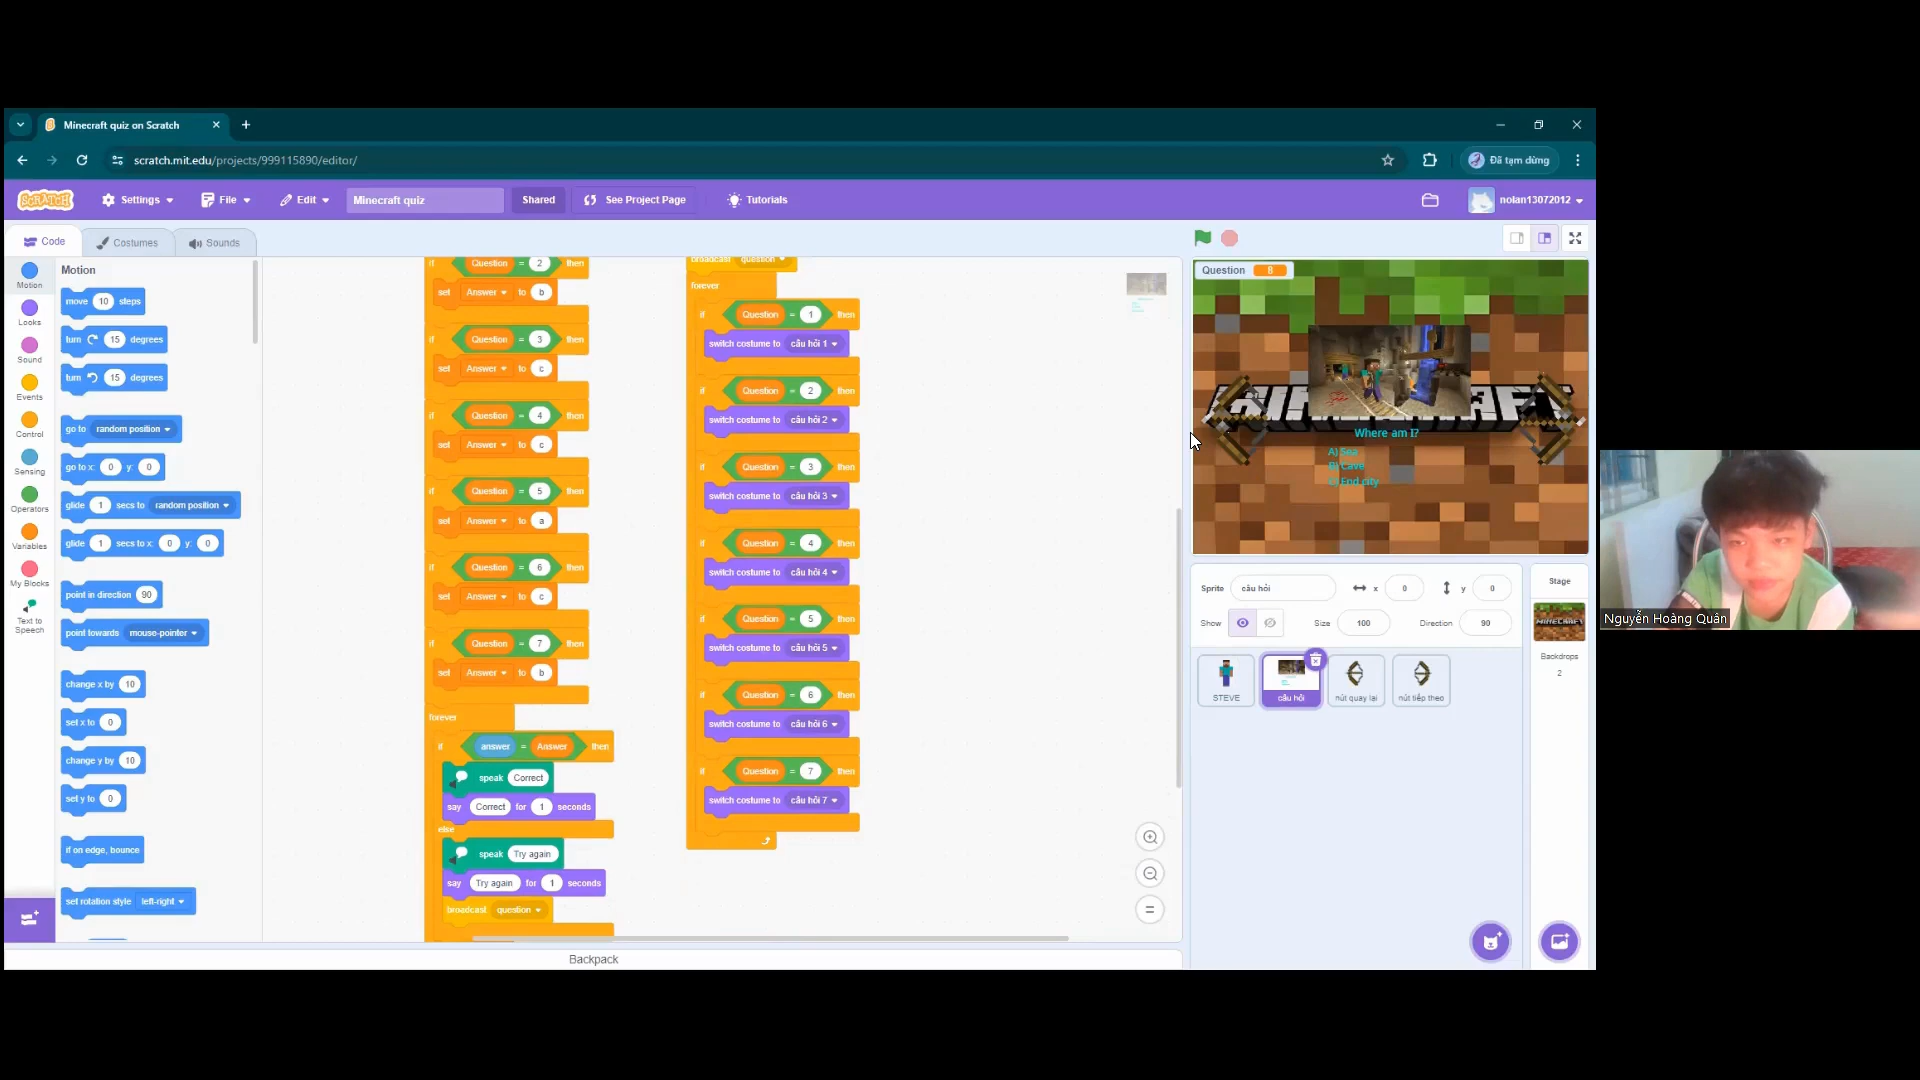 Minecraft quiz on Scratch
scratch.mit.edu/projects/999115890/editor/
Đã tạm dừng
SCRATCH
Settings
File
Edit
Minecraft quiz
Shared
See Project Page
Tutorials
nolan13072012
Code
Costumes
Sounds
Motion
Looks
Sound
Events
Control
Sensing
Operators
Variables
My Blocks
Text to Speech
Motion
move 10 steps
turn 15 degrees
turn 15 degrees
go to random position
go to x: 0 y: 0
glide 1 secs to random position
glide 1 secs to x: 0 y: 0
point in direction 90
point towards mouse-pointer
change x by 10
set x to 0
change y by 10
set y to 0
if on edge, bounce
set rotation style left-right
if Question = 2 then
set Answer to b
if Question = 3 then
set Answer to c
if Question = 4 then
set Answer to c
if Question = 5 then
set Answer to a
if Question = 6 then
set Answer to c
if Question = 7 then
set Answer to b
forever
if answer = Answer then
speak Correct
say Correct for 1 seconds
else
speak Try again
say Try again for 1 seconds
broadcast question
broadcast question
forever
if Question = 1 then
switch costume to câu hỏi 1
if Question = 2 then
switch costume to câu hỏi 2
if Question = 3 then
switch costume to câu hỏi 3
if Question = 4 then
switch costume to câu hỏi 4
if Question = 5 then
switch costume to câu hỏi 5
if Question = 6 then
switch costume to câu hỏi 6
if Question = 7 then
switch costume to câu hỏi 7
Backpack
Question 8
MINECRAFT
Where am I?
A) Sea
B) Cave
C) End city
Sprite câu hỏi x 0 y 0
Show Size 100 Direction 90
STEVE
câu hỏi
nút quay lại
nút tiếp theo
Stage
Backdrops
2
Nguyễn Hoàng Quân